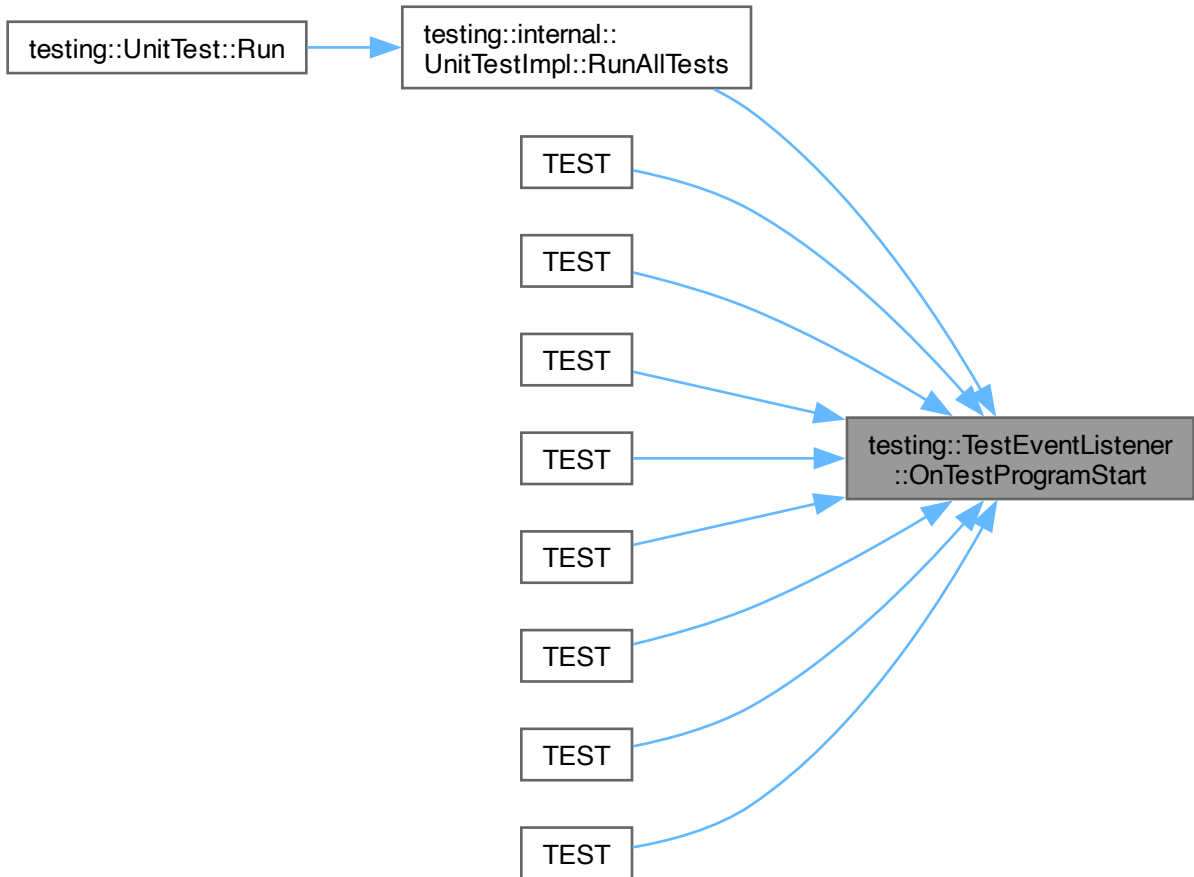 testing::UnitTest::Run
testing::internal::
UnitTestImpl::RunAllTests
TEST
TEST
TEST
TEST
TEST
TEST
TEST
TEST
testing::TestEventListener
::OnTestProgramStart